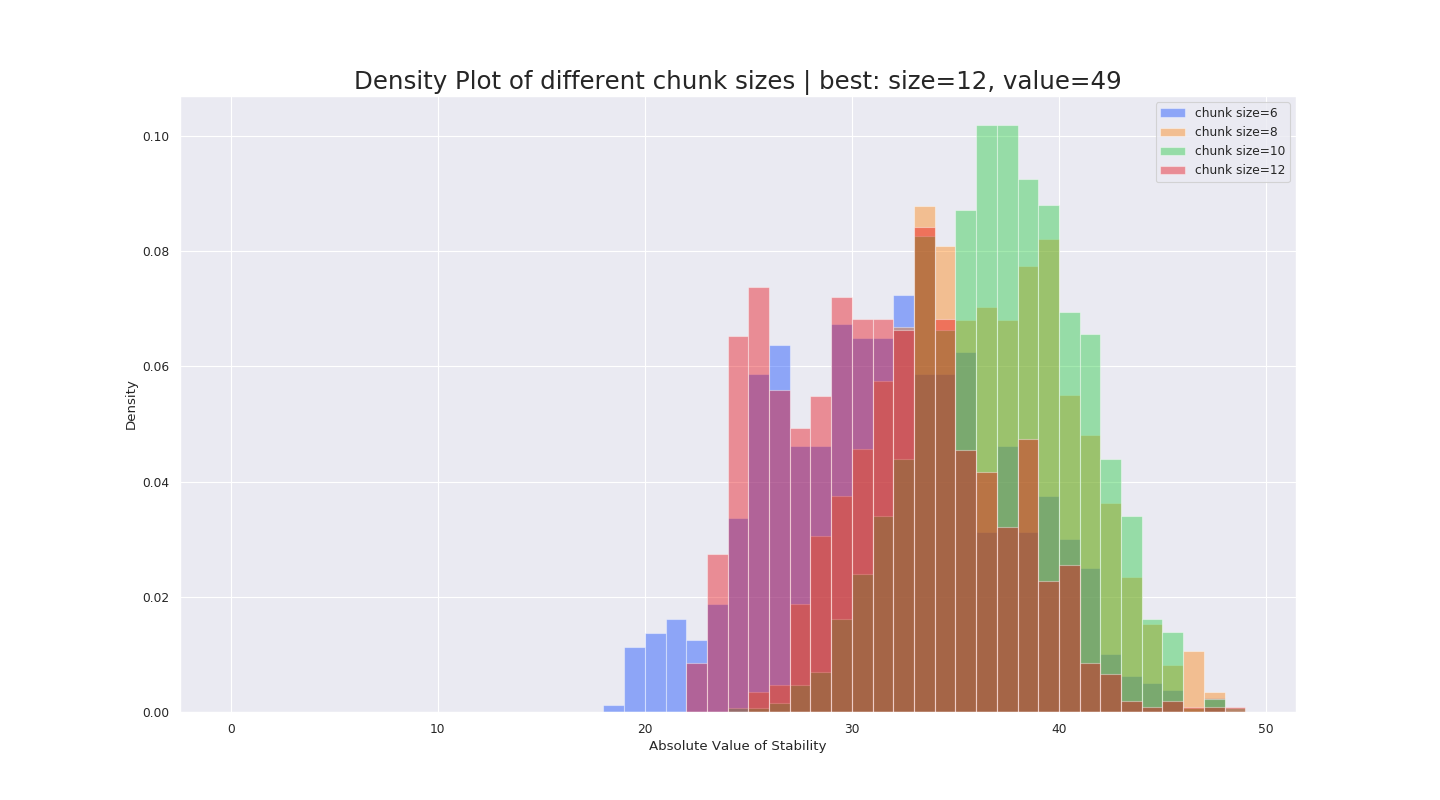 Density Plot of different chunk sizes | best: size=12, value=49
chunk size=6
chunk size=8
chunk size=10
chunk size=12
0.10
0.08
0.06
0.04
0.02
0.00
Density
0 10 20 30 40 50
Absolute Value of Stability